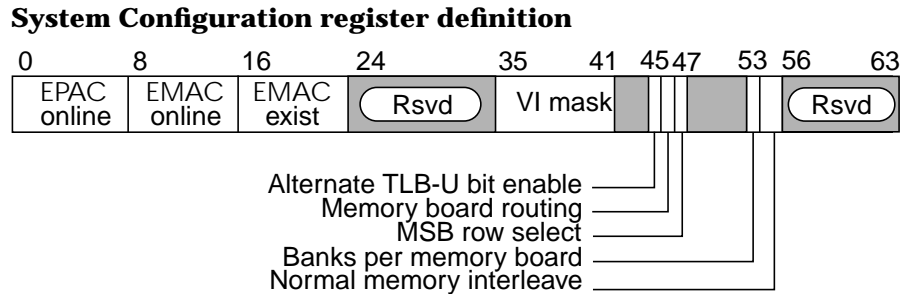 System Configuration register definition
0 8 16 24 35 41 45 47 53 56 63
EPAC online EMAC online EMAC exist Rsvd VI mask Rsvd
Alternate TLB-U bit enable
Memory board routing
MSB row select
Banks per memory board
Normal memory interleave